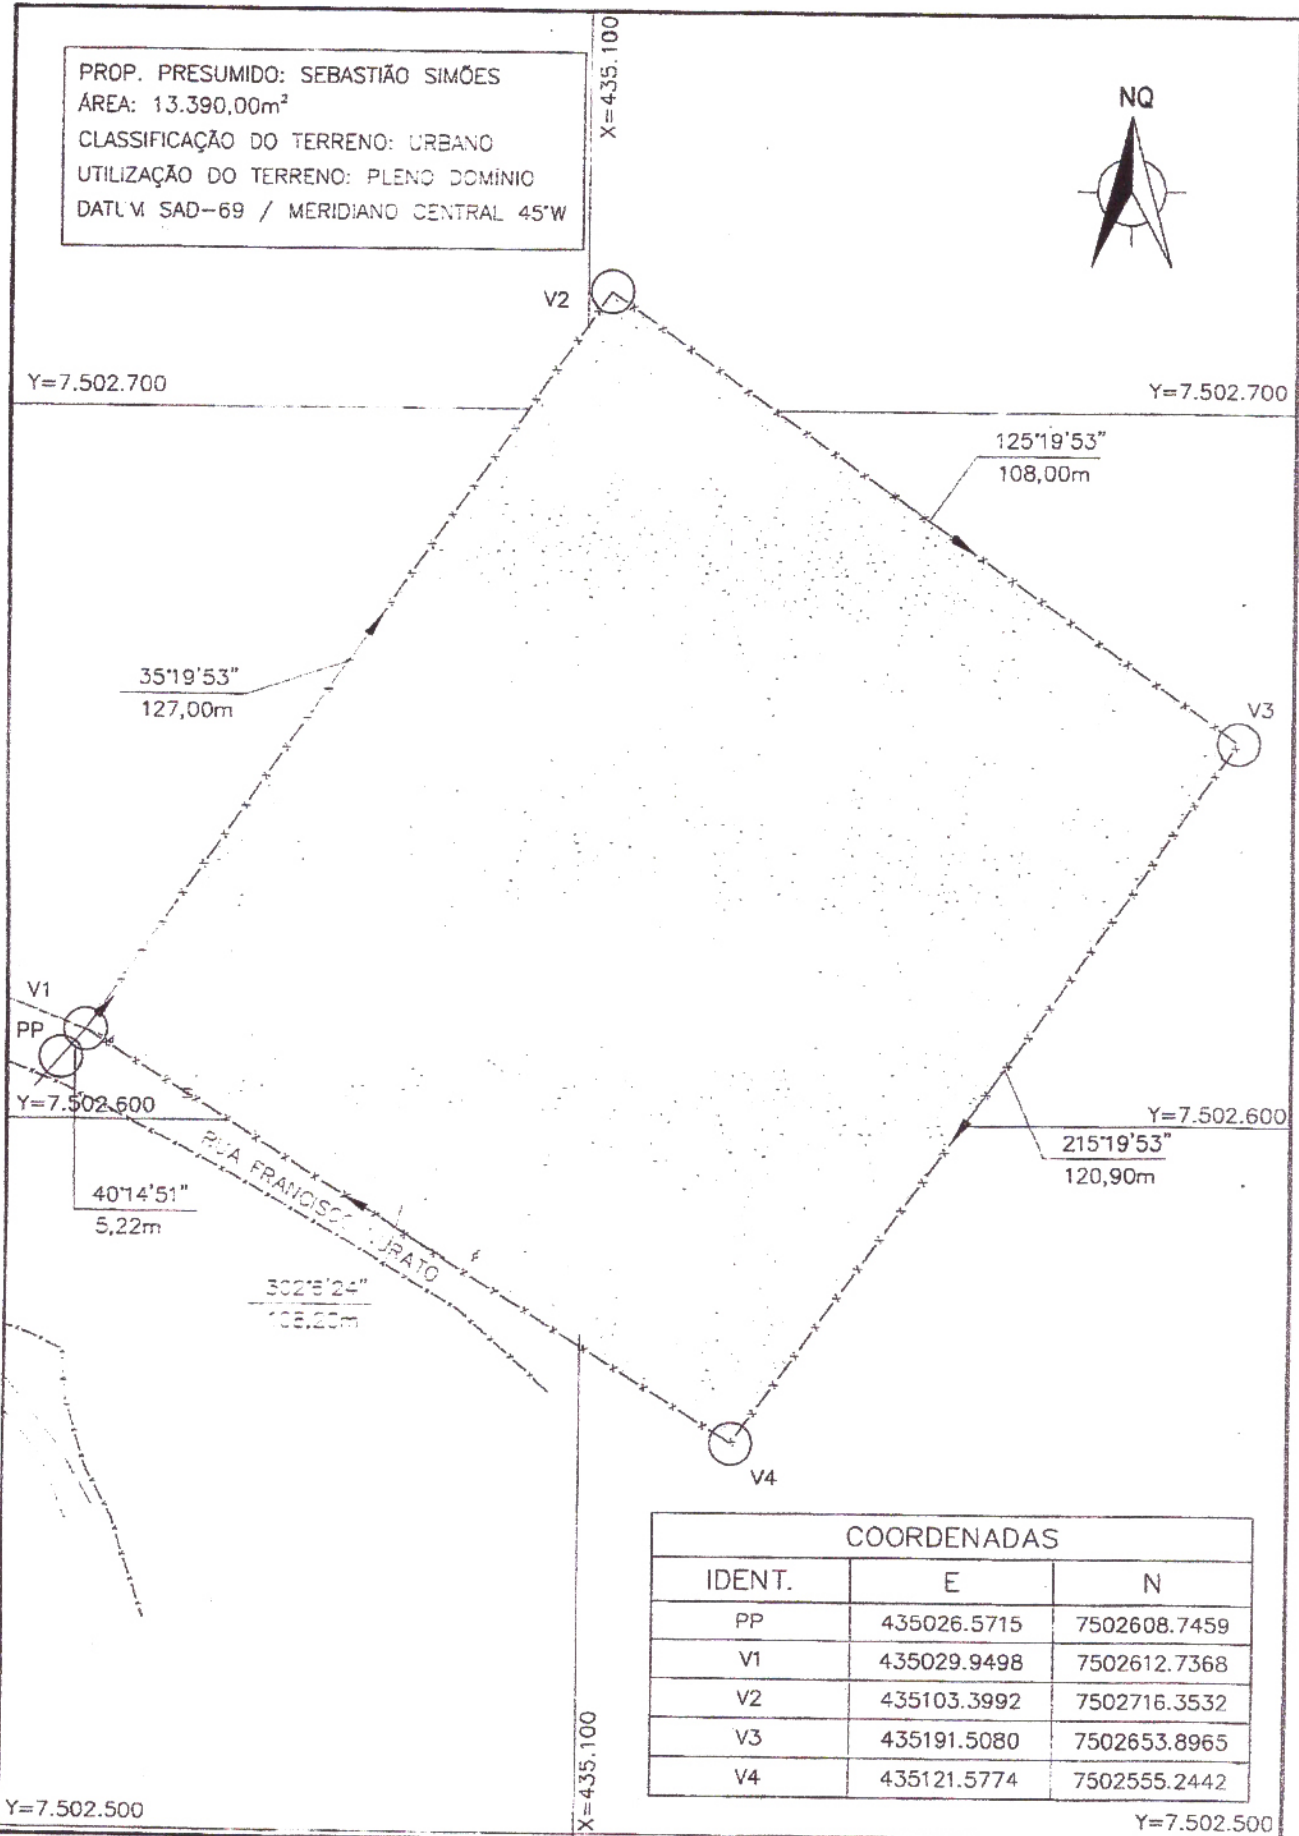 PROP. PRESUMIDO: SEBASTIÃO SIMÕES
ÁREA: 13.390,00m²
CLASSIFICAÇÃO DO TERRENO: URBANO
UTILIZAÇÃO DO TERRENO: PLENO DOMÍNIO
DATUM SAD-69 / MERIDIANO CENTRAL 45°W
X=435.100
NQ
V2
Y=7.502.700
Y=7.502.700
125°19'53"
108,00m
35°19'53"
127,00m
V3
V1
PP
Y=7.502.600
Y=7.502.600
RUA FRANCISCO
215°19'53"
120,90m
40°14'51"
5,22m
V4
COORDENADAS
IDENT. E N
PP 435026.5715 7502608.7459
V1 435029.9498 7502612.7368
V2 435103.3992 7502716.3532
V3 435191.5080 7502653.8965
V4 435121.5774 7502555.2442
X=435.100
Y=7.502.500
Y=7.502.500